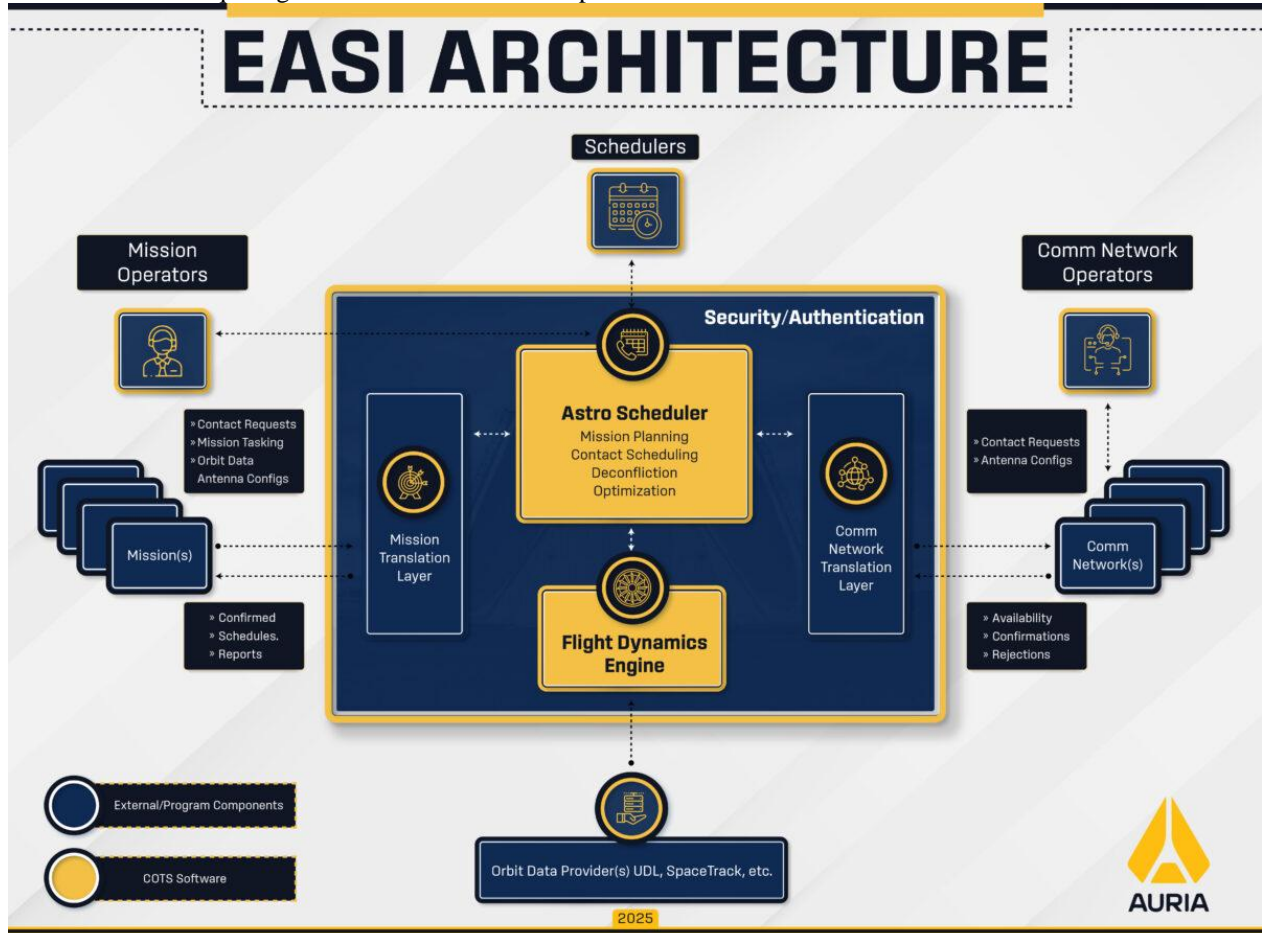 EASI ARCHITECTURE
Schedulers
Mission
Operators
Comm Network
Operators
Security/Authentication
Astro Scheduler
Mission Planning
Contact Scheduling
Deconfliction
Optimization
» Contact Requests
» Mission Tasking
» Orbit Data
Antenna Configs
» Contact Requests
» Antenna Configs
Mission(s)
Mission
Translation
Layer
Comm
Network
Translation
Layer
Comm
Network(s)
» Confirmed
» Schedules.
» Reports
Flight Dynamics
Engine
» Availability
» Confirmations
» Rejections
External/Program Components
COTS Software
Orbit Data Provider(s) UDL, SpaceTrack, etc.
2025
AURIA